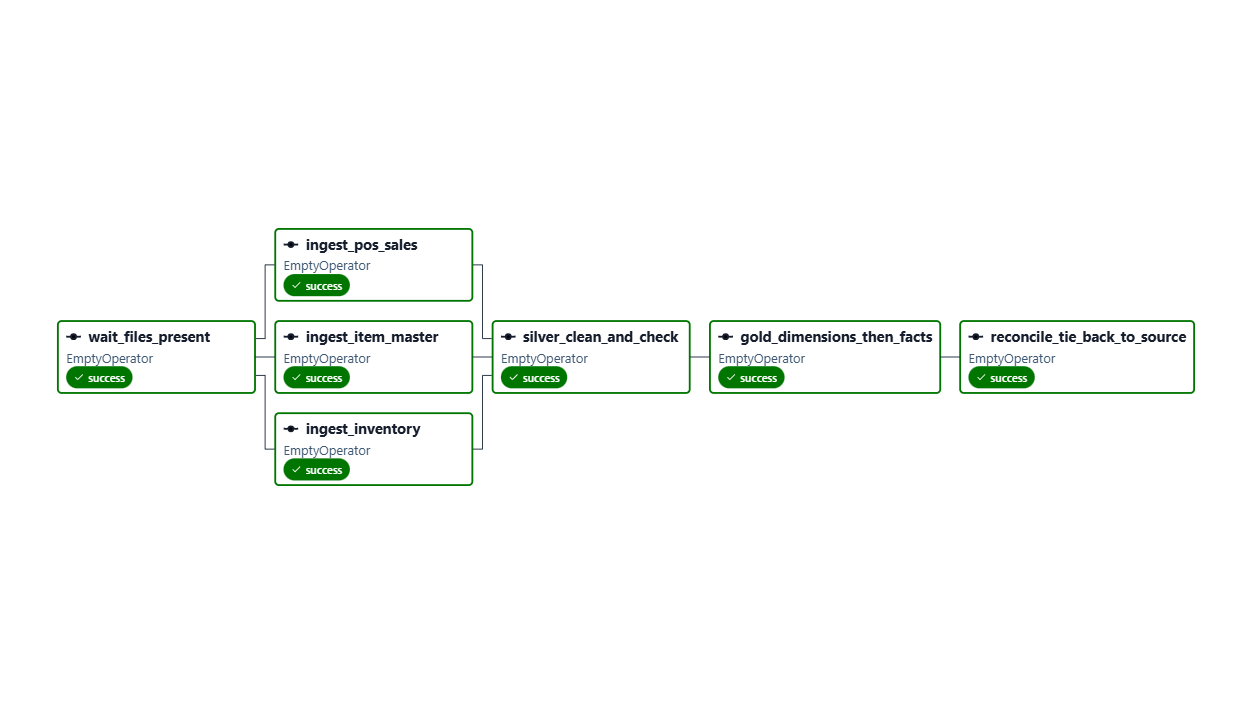 ingest_pos_sales
EmptyOperator
success
wait_files_present
EmptyOperator
success
ingest_item_master
EmptyOperator
success
silver_clean_and_check
EmptyOperator
success
gold_dimensions_then_facts
EmptyOperator
success
reconcile_tie_back_to_source
EmptyOperator
success
ingest_inventory
EmptyOperator
success